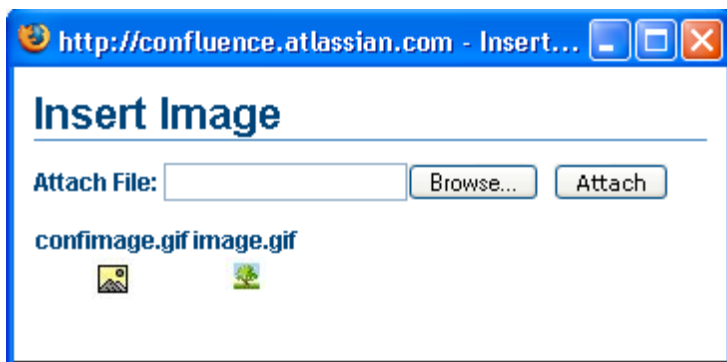 http://confluence.atlassian.com - Insert...
Insert Image
Attach File: Browse... Attach
confimage.gif image.gif